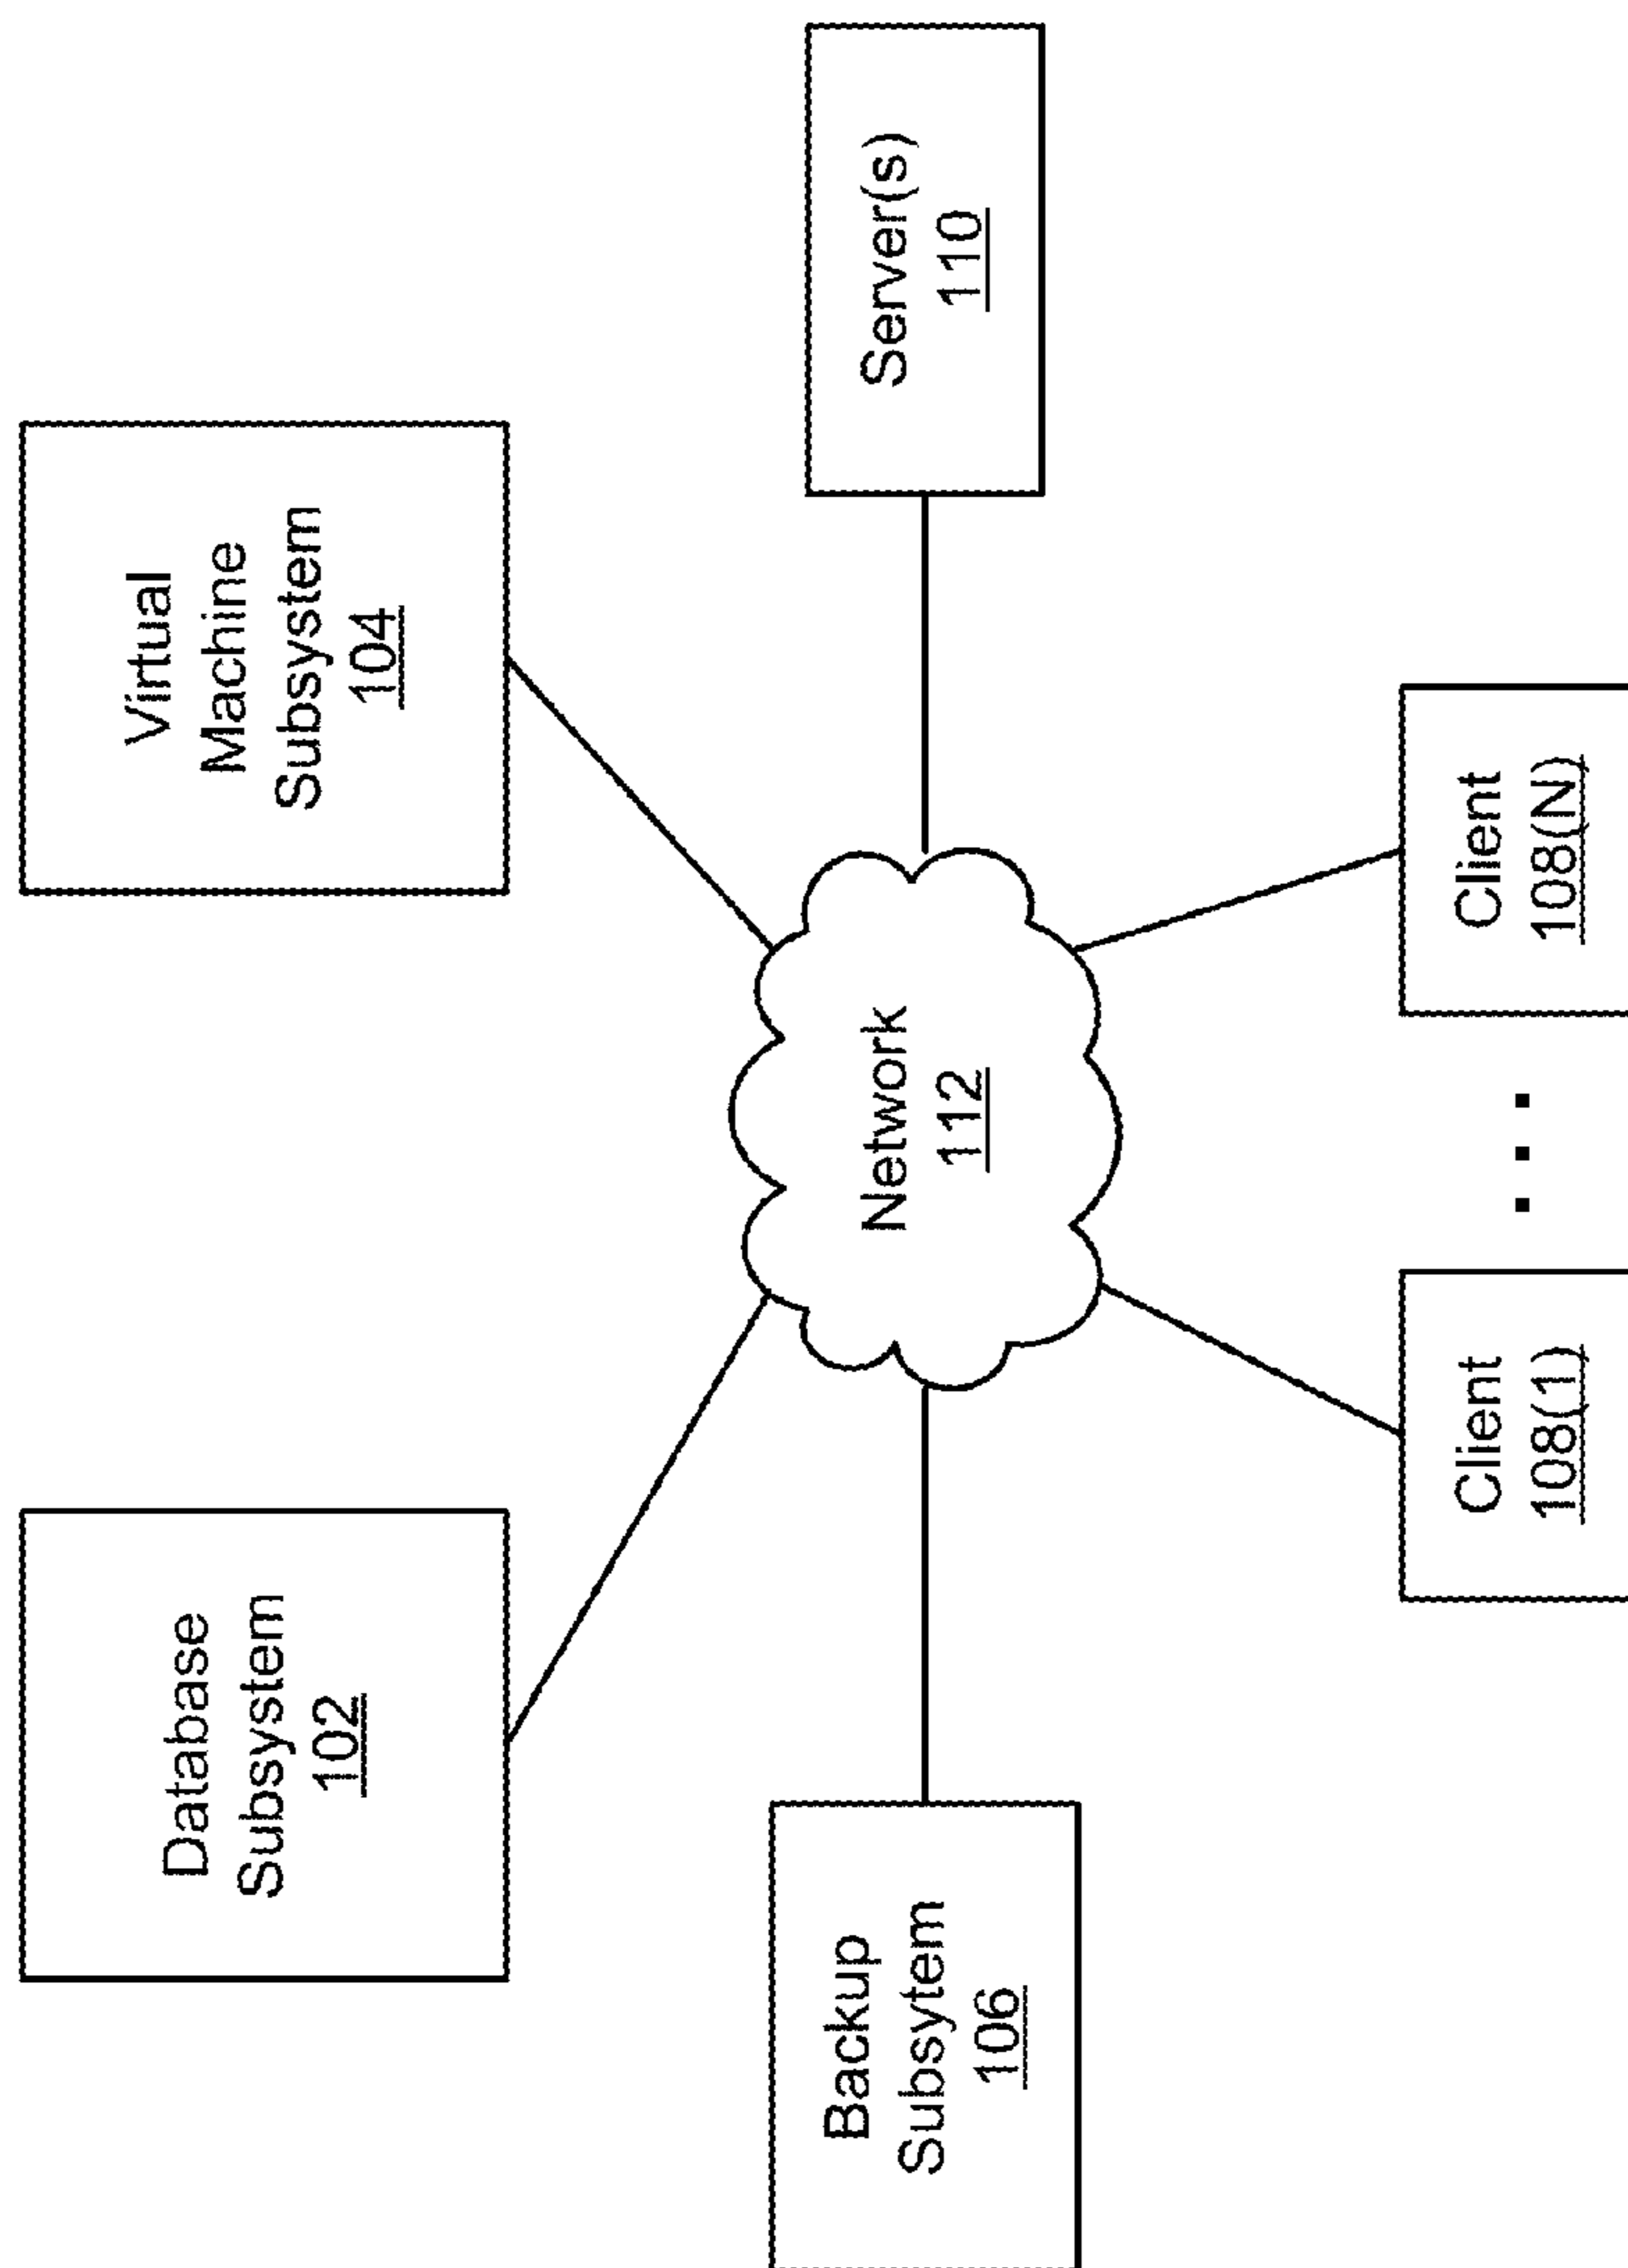 Database
Subsystem
102
Virtual
Machine
Subsystem
104
Backup
Subsytem
106
Network
112
Server(s)
110
Client
108(1)
. . .
Client
108(N)